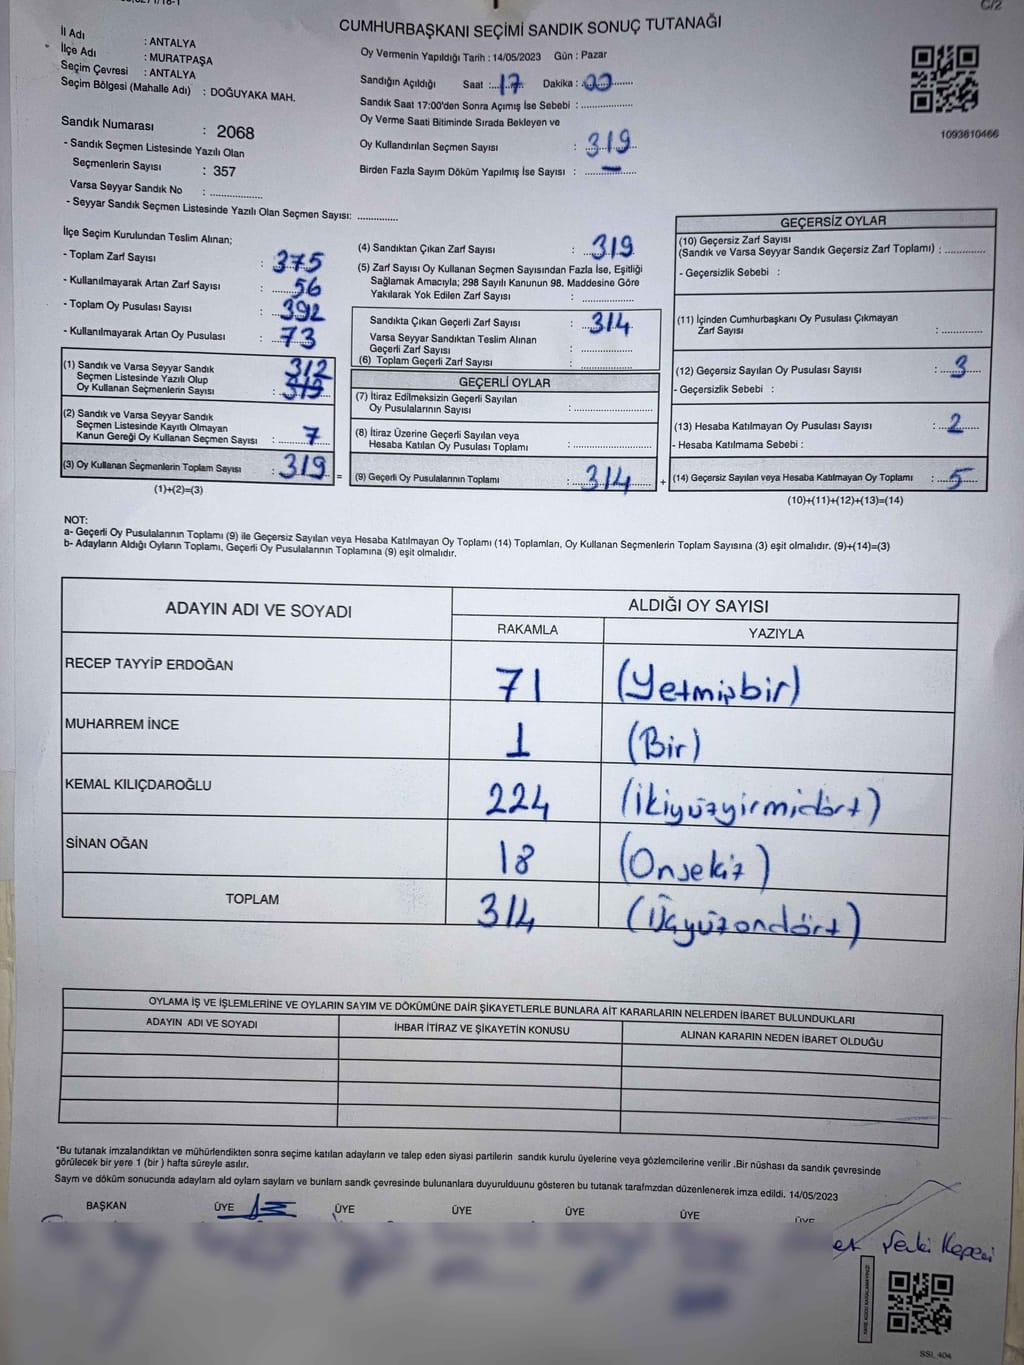 C/2
CUMHURBAŞKANI SEÇİMİ SANDIK SONUÇ TUTANAĞI
İl Adı : ANTALYA
İlçe Adı : MURATPAŞA
Seçim Çevresi : ANTALYA
Seçim Bölgesi (Mahalle Adı) : DOĞUYAKA MAH.
Sandık Numarası : 2068
- Sandık Seçmen Listesinde Yazılı Olan
Seçmenlerin Sayısı : 357
Varsa Seyyar Sandık No : ................
- Seyyar Sandık Seçmen Listesinde Yazılı Olan Seçmen Sayısı: ............
Oy Vermenin Yapıldığı Tarih : 14/05/2023 Gün : Pazar
Sandığın Açıldığı Saat : 17 Dakika : 00
Sandık Saat 17:00'den Sonra Açımış İse Sebebi : ................
Oy Verme Saati Bitiminde Sırada Bekleyen ve
Oy Kullandırılan Seçmen Sayısı : 319
Birden Fazla Sayım Döküm Yapılmış İse Sayısı : —
1093610466
İlçe Seçim Kurulundan Teslim Alınan;
- Toplam Zarf Sayısı : 375
- Kullanılmayarak Artan Zarf Sayısı : 56
- Toplam Oy Pusulası Sayısı : 392
- Kullanılmayarak Artan Oy Pusulası : 73
(1) Sandık ve Varsa Seyyar Sandık
Seçmen Listesinde Yazılı Olup
Oy Kullanan Seçmenlerin Sayısı : 312
319
(2) Sandık ve Varsa Seyyar Sandık
Seçmen Listesinde Kayıtlı Olmayan
Kanun Gereği Oy Kullanan Seçmen Sayısı : 7
(3) Oy Kullanan Seçmenlerin Toplam Sayısı : 319 =
(1)+(2)=(3)
(4) Sandıktan Çıkan Zarf Sayısı : 319
(5) Zarf Sayısı Oy Kullanan Seçmen Sayısından Fazla İse, Eşitliği
Sağlamak Amacıyla; 298 Sayılı Kanunun 98. Maddesine Göre
Yakılarak Yok Edilen Zarf Sayısı : ................
Sandıkta Çıkan Geçerli Zarf Sayısı : 314
Varsa Seyyar Sandıktan Teslim Alınan
Geçerli Zarf Sayısı : ................
(6) Toplam Geçerli Zarf Sayısı : ................
GEÇERLİ OYLAR
(7) İtiraz Edilmeksizin Geçerli Sayılan
Oy Pusulalarının Sayısı : ................
(8) İtiraz Üzerine Geçerli Sayılan veya
Hesaba Katılan Oy Pusulası Toplamı : ................
(9) Geçerli Oy Pusulalarının Toplamı : 314 +
GEÇERSİZ OYLAR
(10) Geçersiz Zarf Sayısı
(Sandık ve Varsa Seyyar Sandık Geçersiz Zarf Toplamı) : ............
- Geçersizlik Sebebi :
(11) İçinden Cumhurbaşkanı Oy Pusulası Çıkmayan
Zarf Sayısı : ............
(12) Geçersiz Sayılan Oy Pusulası Sayısı : 3
- Geçersizlik Sebebi :
(13) Hesaba Katılmayan Oy Pusulası Sayısı : 2
- Hesaba Katılmama Sebebi :
(14) Geçersiz Sayılan veya Hesaba Katılmayan Oy Toplamı : 5
(10)+(11)+(12)+(13)=(14)
NOT:
a- Geçerli Oy Pusulalarının Toplamı (9) ile Geçersiz Sayılan veya Hesaba Katılmayan Oy Toplamı (14) Toplamları, Oy Kullanan Seçmenlerin Toplam Sayısına (3) eşit olmalıdır. (9)+(14)=(3)
b- Adayların Aldığı Oyların Toplamı, Geçerli Oy Pusulalarının Toplamına (9) eşit olmalıdır.
ADAYIN ADI VE SOYADI ALDIĞI OY SAYISI
RAKAMLA YAZIYLA
RECEP TAYYİP ERDOĞAN 71 (Yetmişbir)
MUHARREM İNCE 1 (Bir)
KEMAL KILIÇDAROĞLU 224 (ikiyüzyirmidört)
SİNAN OĞAN 18 (Onsekiz)
TOPLAM 314 (Üçyüzondört)
OYLAMA İŞ VE İŞLEMLERİNE VE OYLARIN SAYIM VE DÖKÜMÜNE DAİR ŞİKAYETLERLE BUNLARA AİT KARARLARIN NELERDEN İBARET BULUNDUKLARI
ADAYIN ADI VE SOYADI İHBAR İTİRAZ VE ŞİKAYETİN KONUSU ALINAN KARARIN NEDEN İBARET OLDUĞU
*Bu tutanak imzalandıktan ve mühürlendikten sonra seçime katılan adayların ve talep eden siyasi partilerin sandık kurulu üyelerine veya gözlemcilerine verilir .Bir nüshası da sandık çevresinde
görülecek bir yere 1 (bir ) hafta süreyle asılır.
Saym ve döküm sonucunda adayların ald oyların sayların ve bunların sandk çevresinde bulunanlara duyurulduunu gösteren bu tutanak tarafmzdan düzenlenerek imza edildi. 14/05/2023
BAŞKAN ÜYE ÜYE ÜYE ÜYE ÜYE ÜYE
SSI_404